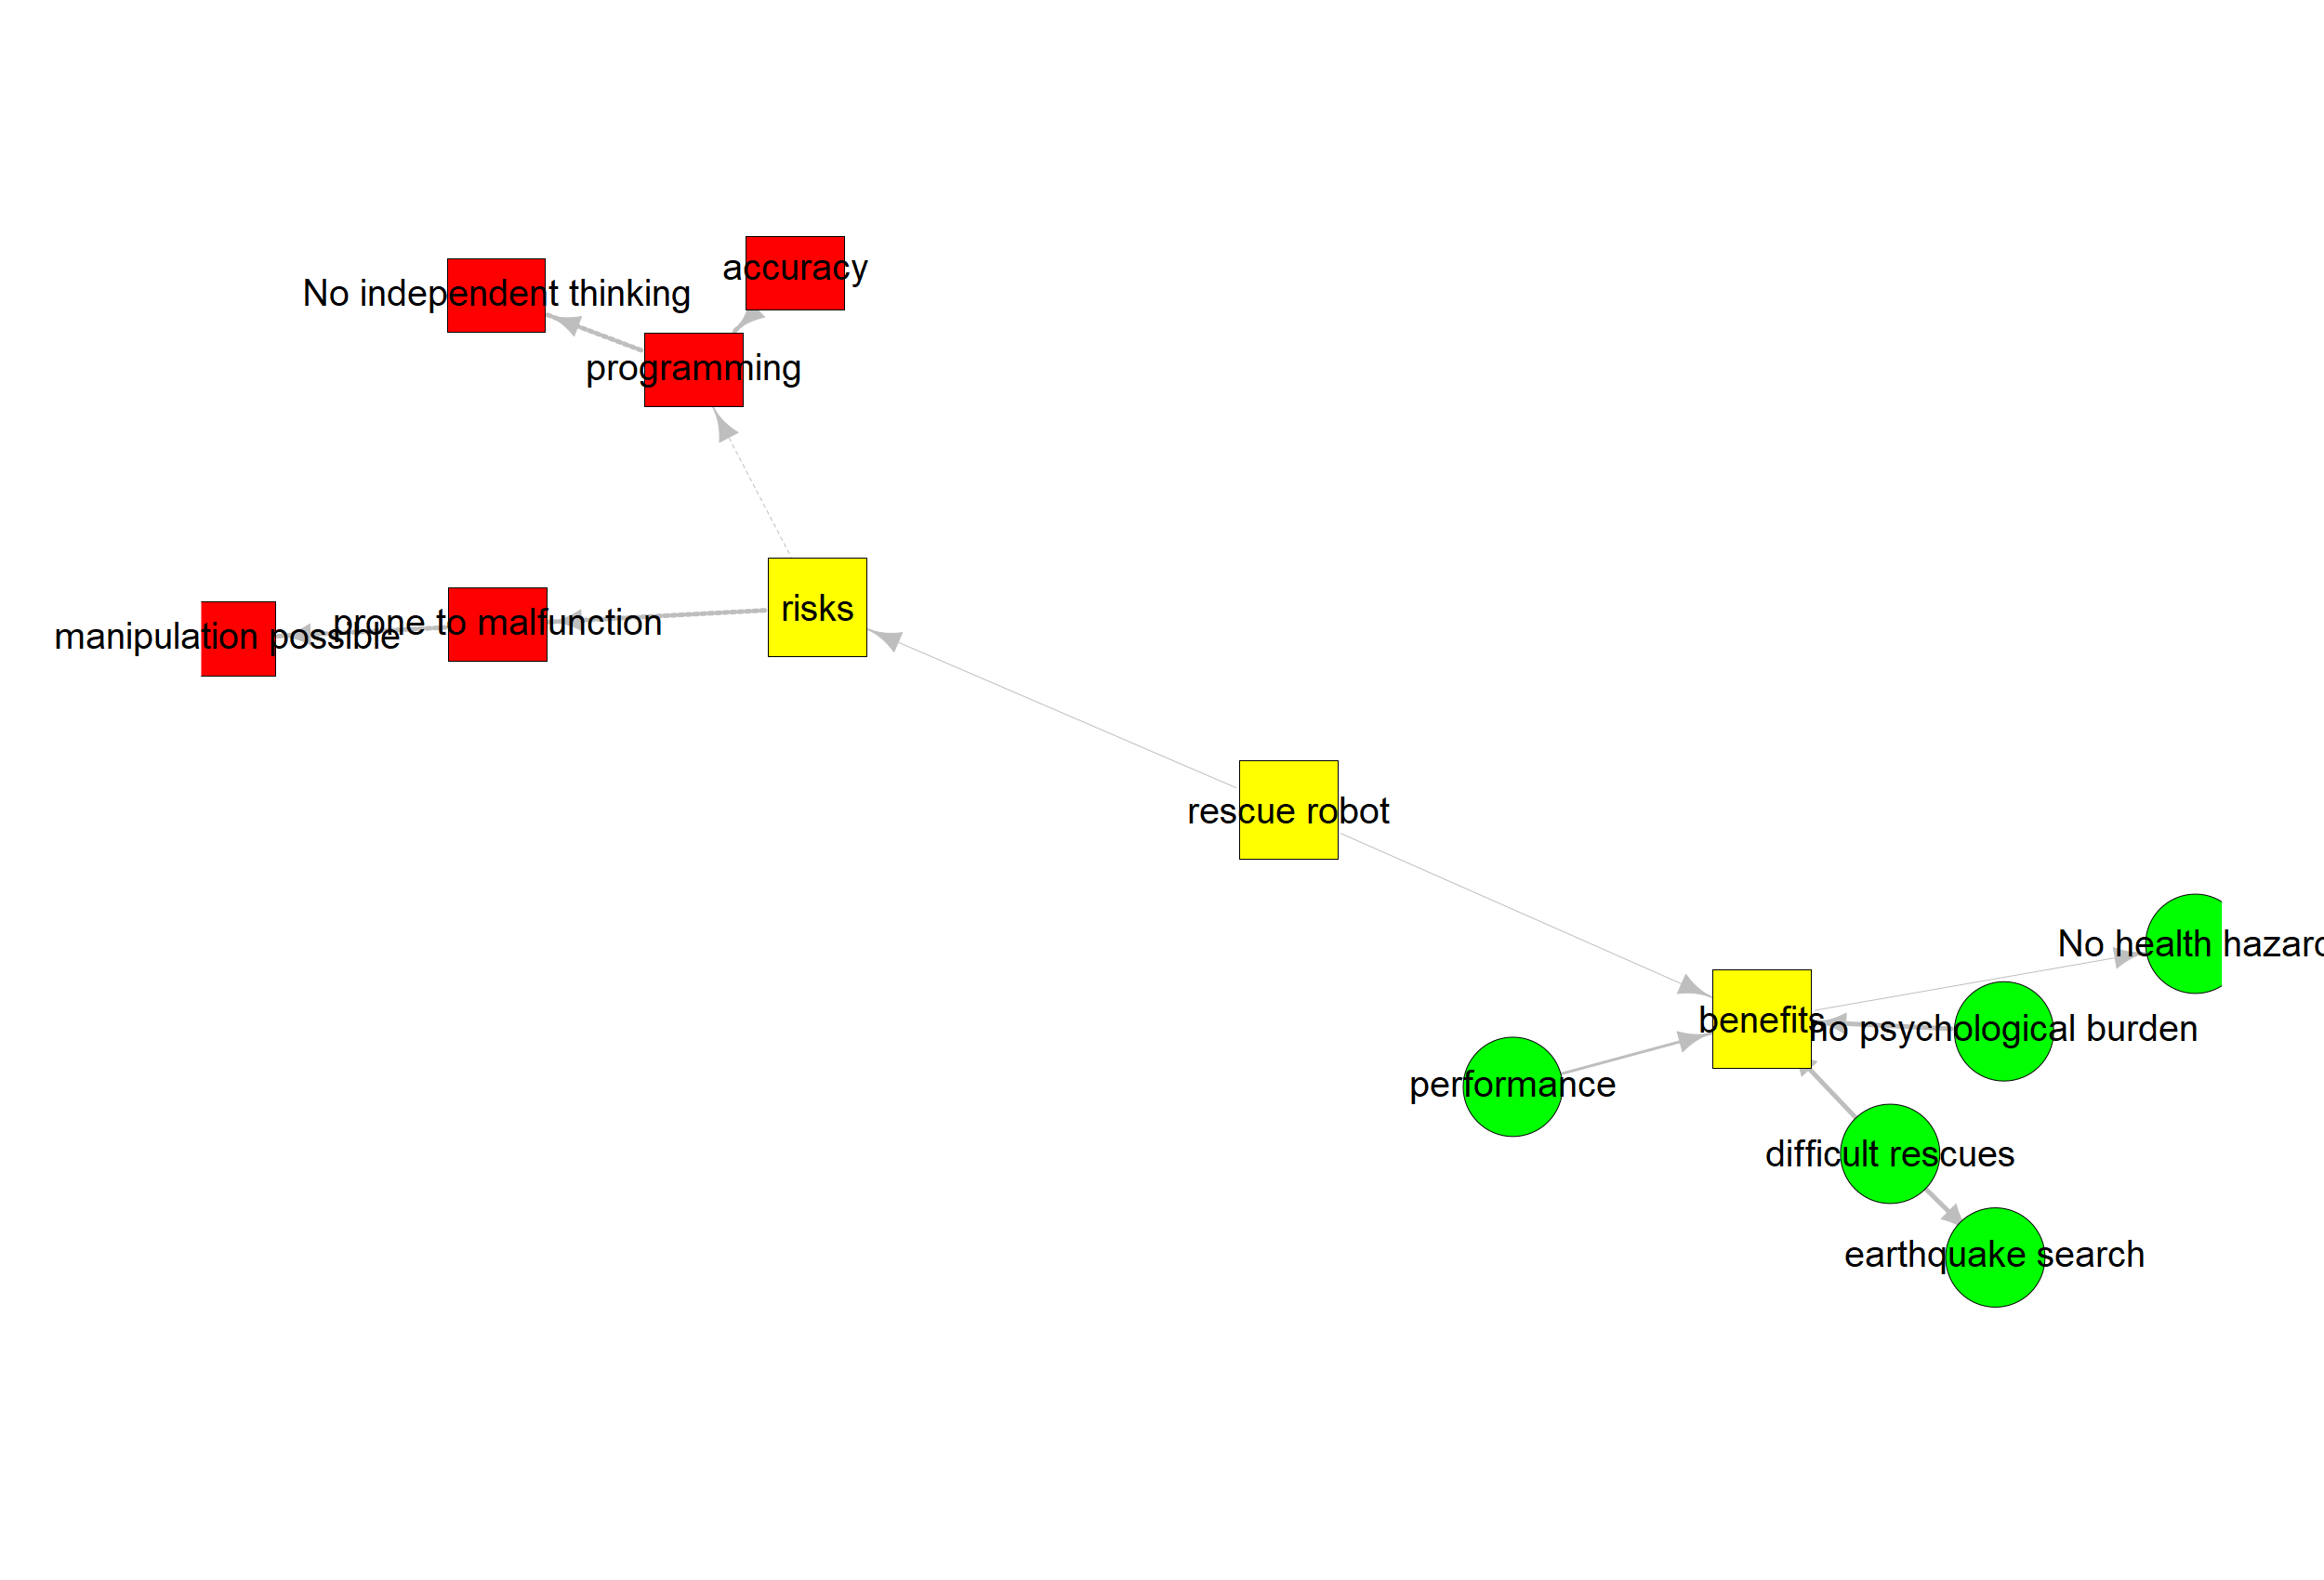 accuracy
No independent thinking
programming
risks
prone to malfunction
manipulation possible
rescue robot
No health hazard
benefits
no psychological burden
performance
difficult rescues
earthquake search